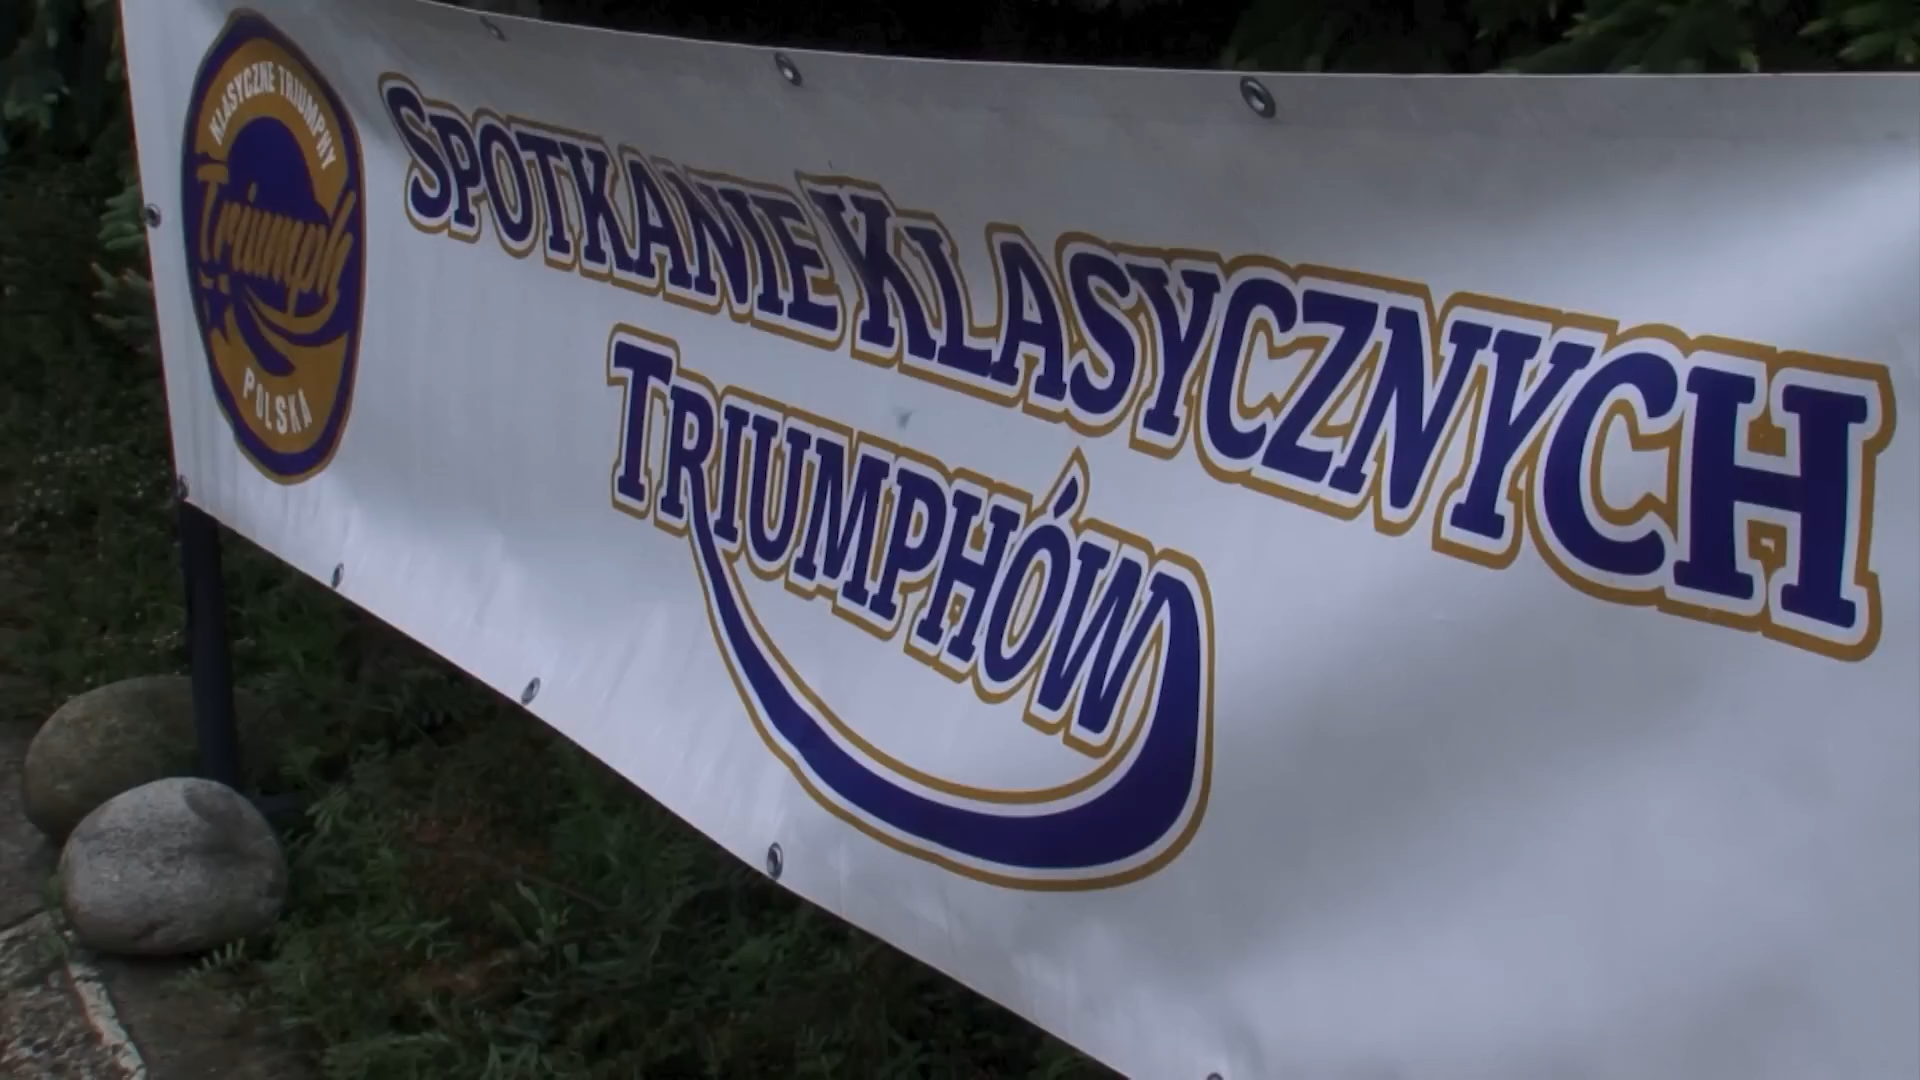 KLASYCZNE TRIUMPHY
Triumph
POLSKA
SPOTKANIE KLASYCZNYCH
TRIUMPHÓW